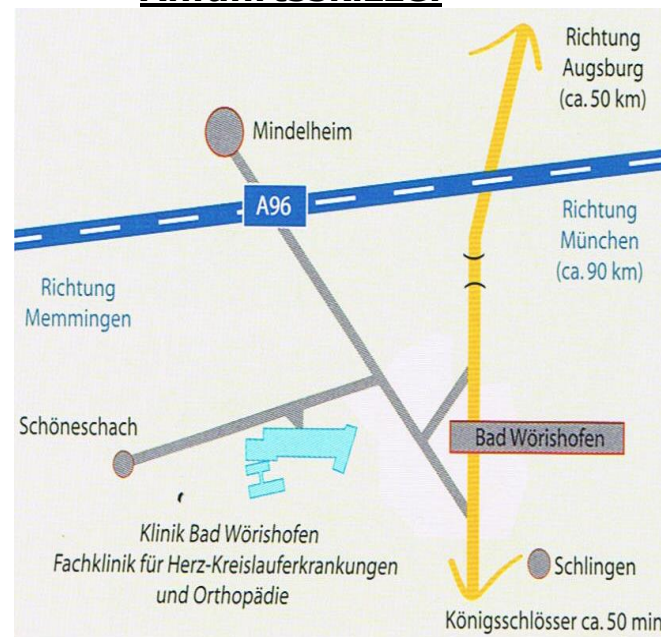 Richtung
Augsburg
(ca. 50 km)
Mindelheim
A96
Richtung
München
(ca. 90 km)
Richtung
Memmingen
Schöneschach
Bad Wörishofen
Klinik Bad Wörishofen
Fachklinik für Herz-Kreislauferkrankungen
und Orthopädie
Schlingen
Königsschlösser ca. 50 min